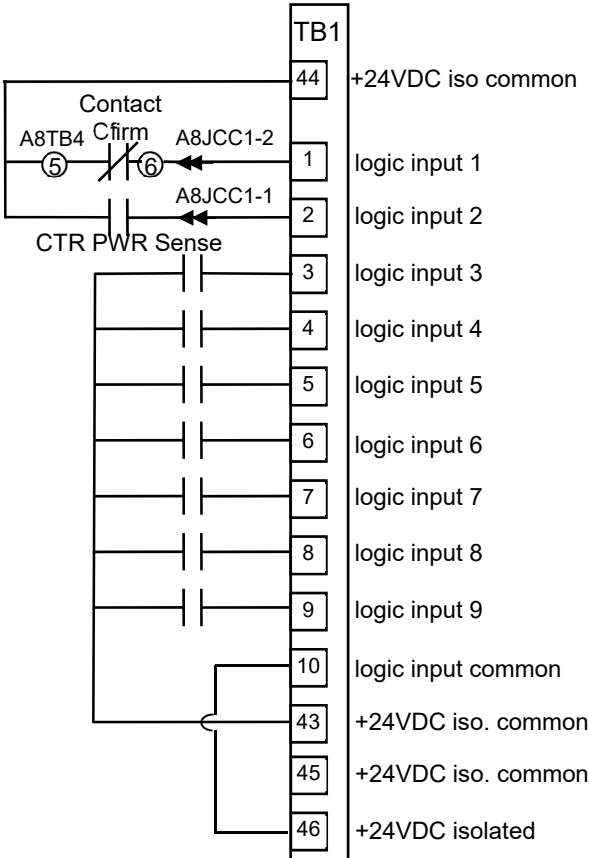 TB1
44 +24VDC iso common
Contact
Cfirm
A8TB4 5 6 A8JCC1-2 1 logic input 1
A8JCC1-1 2 logic input 2
CTR PWR Sense
3 logic input 3
4 logic input 4
5 logic input 5
6 logic input 6
7 logic input 7
8 logic input 8
9 logic input 9
10 logic input common
43 +24VDC iso. common
45 +24VDC iso. common
46 +24VDC isolated